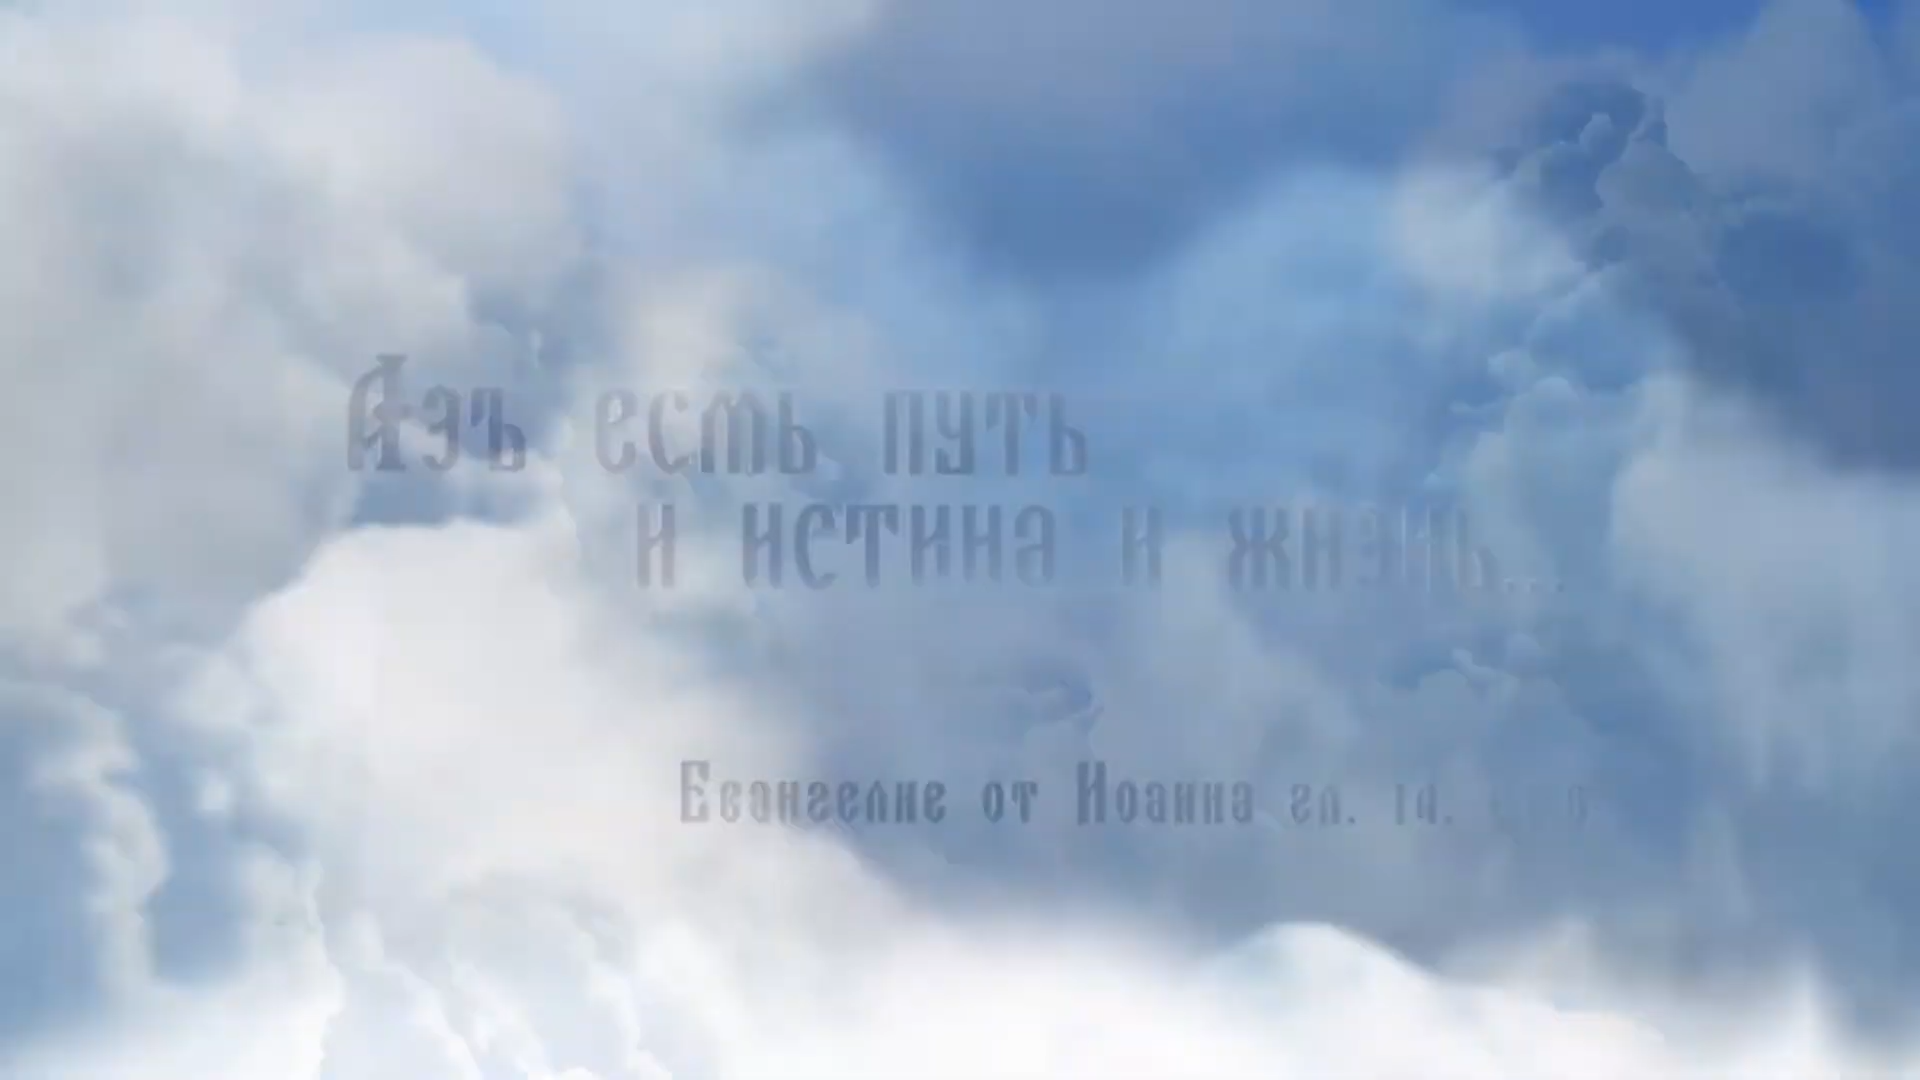 Азъ есмь путь
и истина и жизнь...
Евангелие от Иоанна гл. 14.